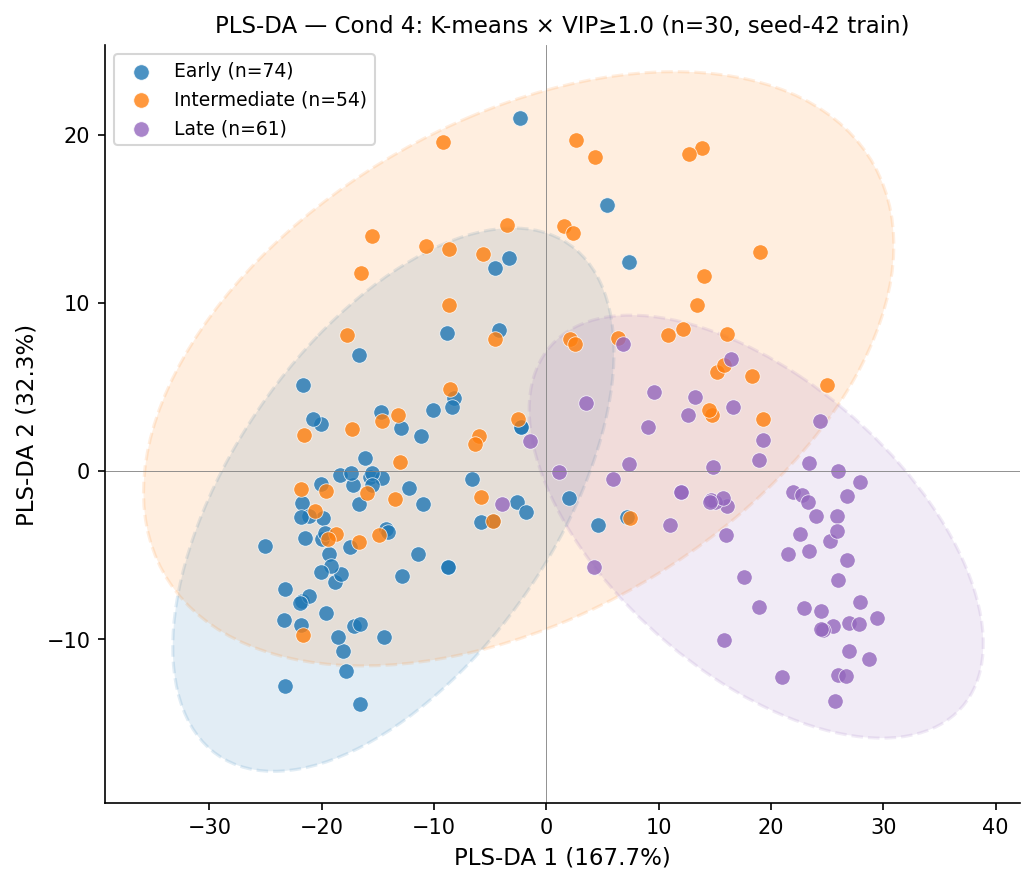 PLS-DA — Cond 4: K-means × VIP≥1.0 (n=30, seed-42 train)
Early (n=74)
Intermediate (n=54)
Late (n=61)
PLS-DA 2 (32.3%)
20
10
0
−10
−30
−20
−10
0
10
20
30
40
PLS-DA 1 (167.7%)